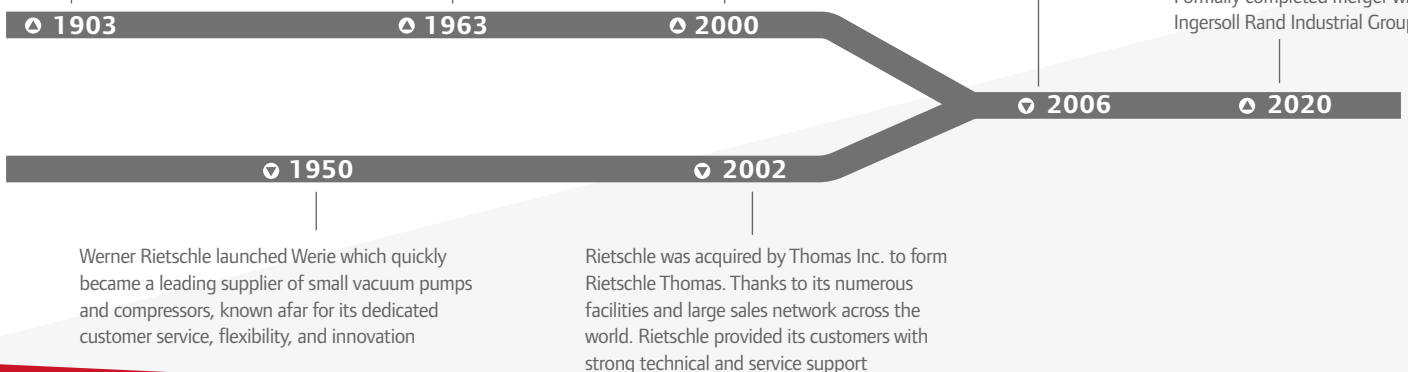 Formally completed merger w
Ingersoll Rand Industrial Group
1903
1963
2000
2006
2020
1950
2002
Werner Rietschle launched Werie which quickly
became a leading supplier of small vacuum pumps
and compressors, known afar for its dedicated
customer service, flexibility, and innovation
Rietschle was acquired by Thomas Inc. to form
Rietschle Thomas. Thanks to its numerous
facilities and large sales network across the
world. Rietschle provided its customers with
strong technical and service support